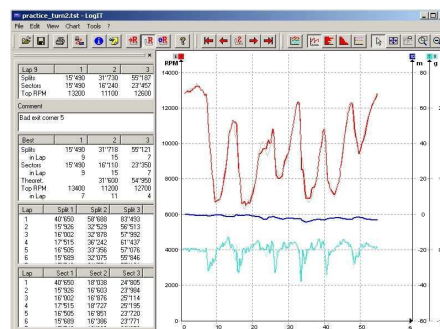 practice_turn2.tst - LogIT
File Edit View Chart Tools ?
Lap 9 1 2 3
Splits 15"490 31"730 55"187
Sectors 15"490 16"240 23"457
Top RPM 13200 11100 12600
Comment
Bad exit corner 5
Best 1 2 3
Splits 15"490 31"718 55"121
in Lap 9 15 7
Sectors 15"490 16"110 23"350
in Lap 9 15 7
Theoret. 31"600 54"950
Top RPM 13400 11200 12700
in Lap 7 11 4
Lap Split 1 Split 2 Split 3
1 40"650 58"688 83"493
2 15"926 32"529 56"513
3 16"002 32"878 57"992
4 17"515 36"242 61"437
5 16"505 33"356 57"076
6 15"689 32"075 55"846
Lap Sect 1 Sect 2 Sect 3
1 40"650 18"038 24"805
2 15"926 16"603 23"984
3 16"002 16"876 25"114
4 17"515 18"727 25"195
5 16"505 16"851 23"720
6 15"689 16"386 23"771
RPM m g
14000 80
12000 60
10000 40
8000 20
6000 0
4000 -20
2000 -40
0 -60
0 10 20 30 40 50 s